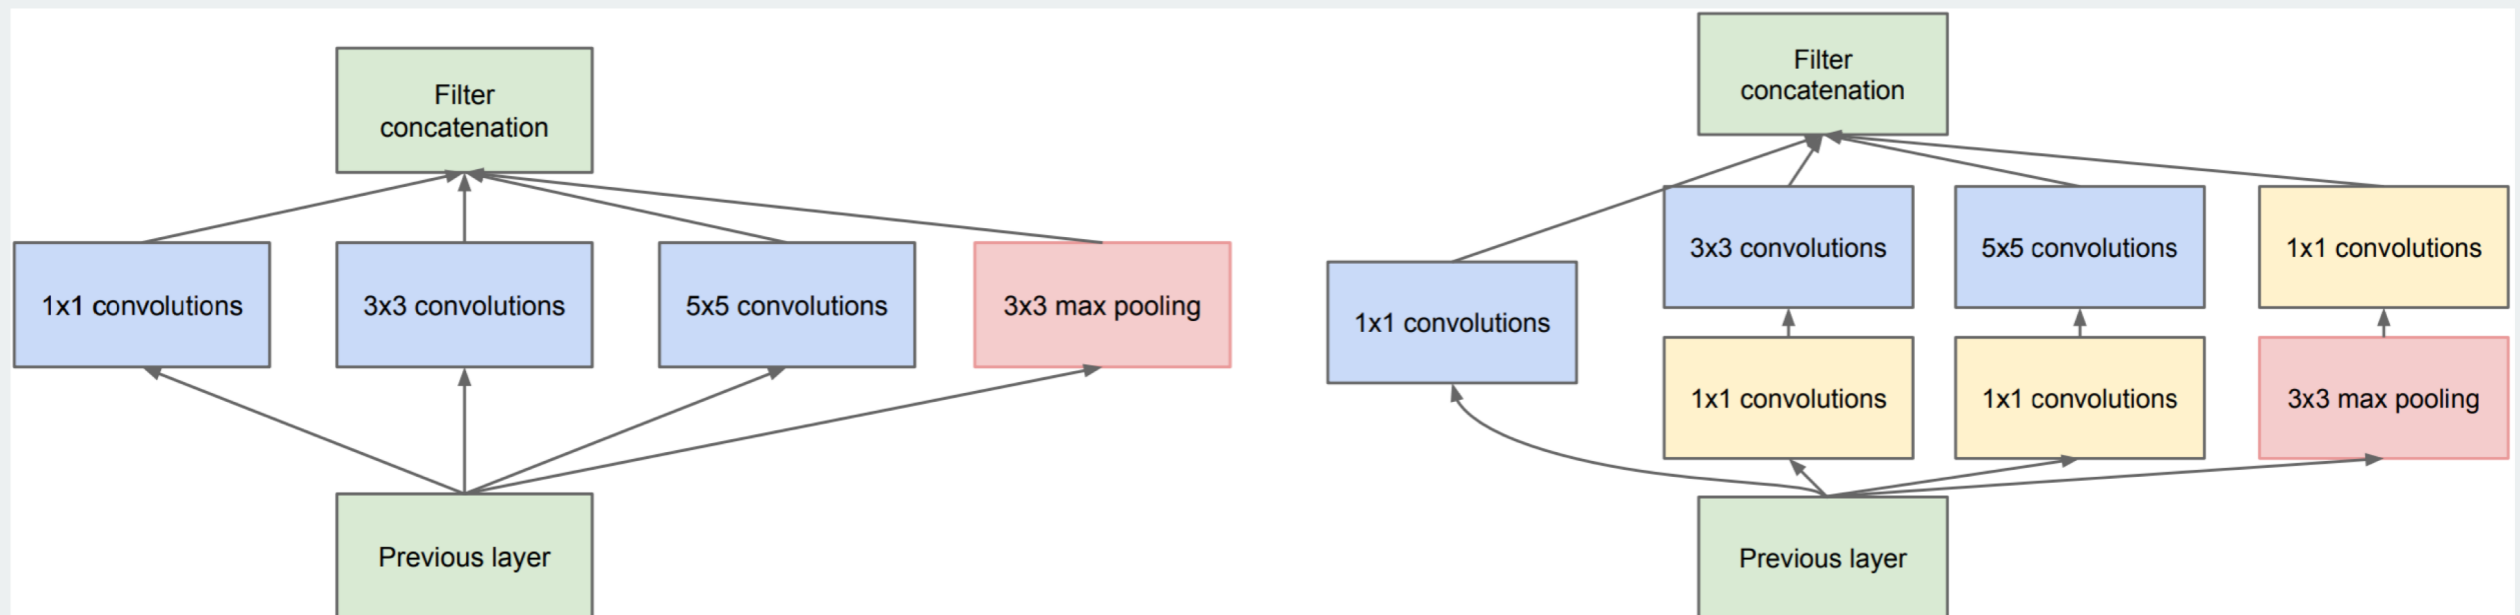 Filter
concatenation
1x1 convolutions
3x3 convolutions
5x5 convolutions
3x3 max pooling
Previous layer
Filter
concatenation
1x1 convolutions
3x3 convolutions
5x5 convolutions
1x1 convolutions
1x1 convolutions
1x1 convolutions
3x3 max pooling
Previous layer